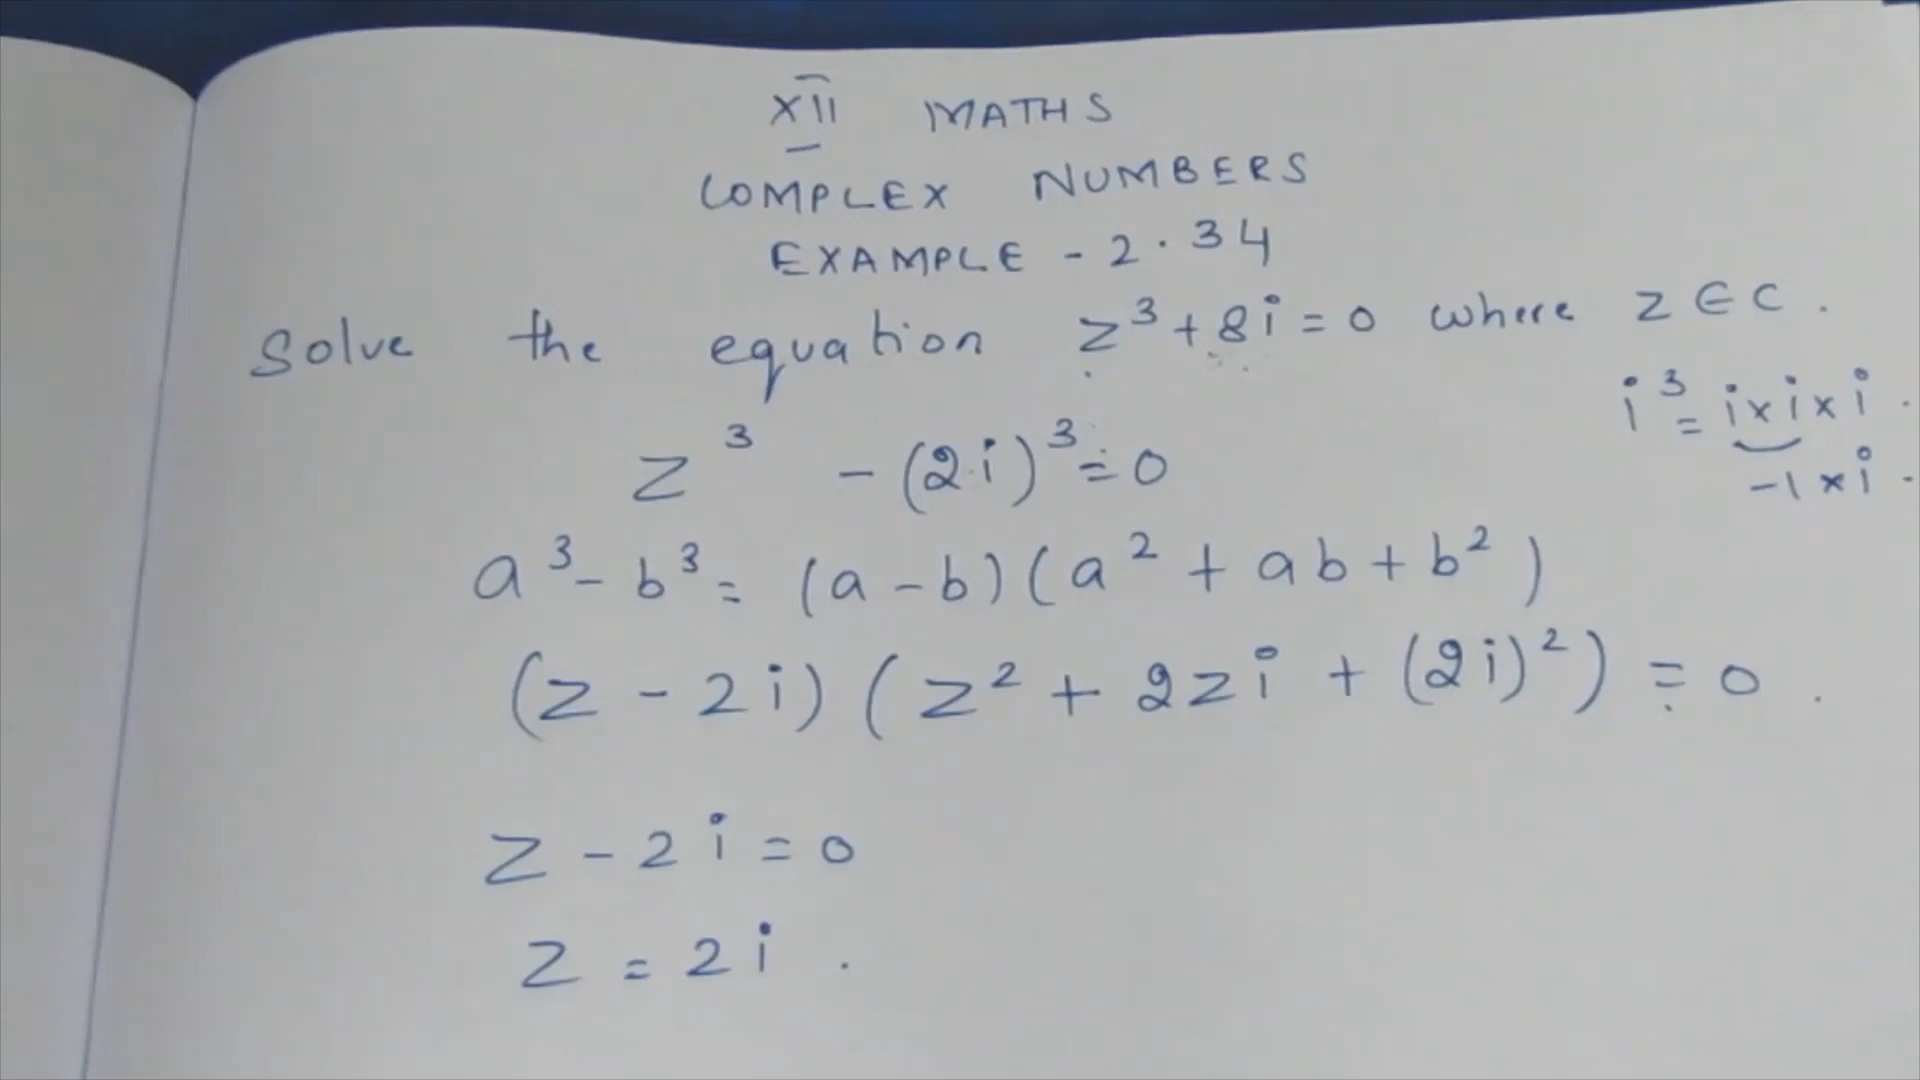 XII MATHS
COMPLEX NUMBERS
EXAMPLE - 2.34
Solve the equation z³ + 8i = 0 where z ∈ C.
i³ = i×i×i.
-1×i.
z³ - (2i)³ = 0
a³ - b³ = (a - b)(a² + ab + b²)
(z - 2i)(z² + 2zi + (2i)²) = 0.
z - 2i = 0
z = 2i.